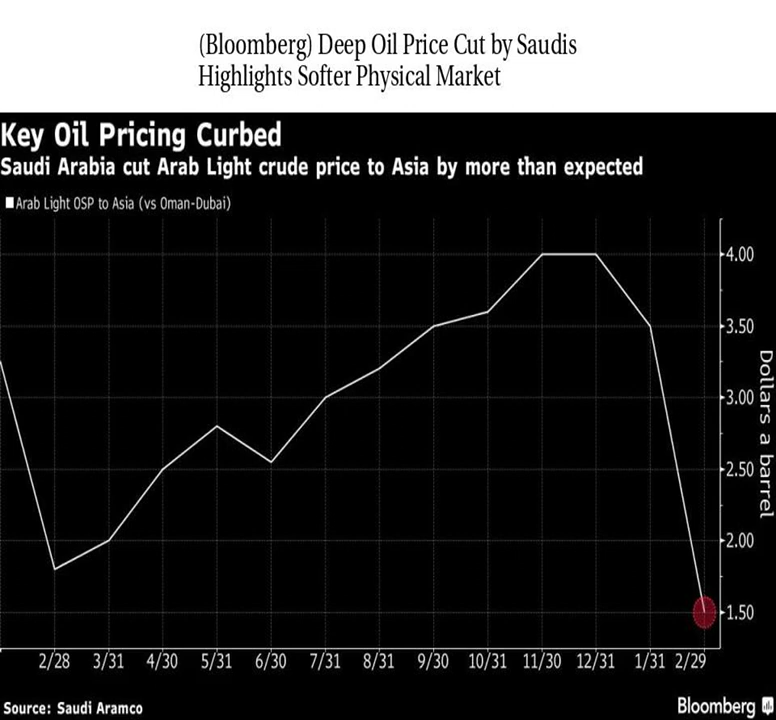 (Bloomberg) Deep Oil Price Cut by Saudis
Highlights Softer Physical Market
Key Oil Pricing Curbed
Saudi Arabia cut Arab Light crude price to Asia by more than expected
Arab Light OSP to Asia (vs Oman-Dubai)
4.00
3.50
3.00
2.50
2.00
1.50
Dollars a barrel
2/28 3/31 4/30 5/31 6/30 7/31 8/31 9/30 10/31 11/30 12/31 1/31 2/29
Source: Saudi Aramco
Bloomberg